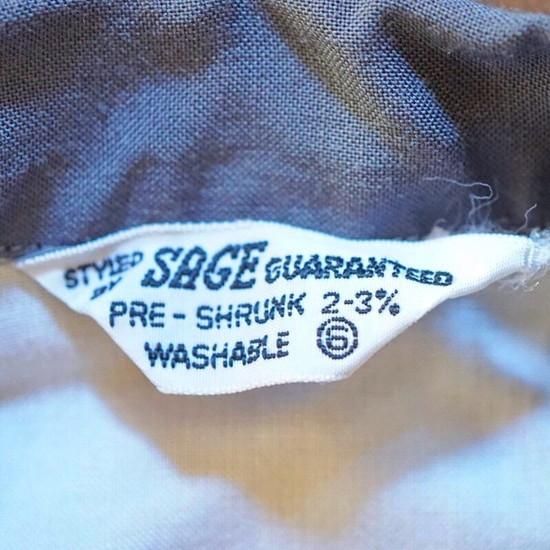 STYLED BY SAGE GUARANTEED
PRE-SHRUNK 2-3%
WASHABLE 6